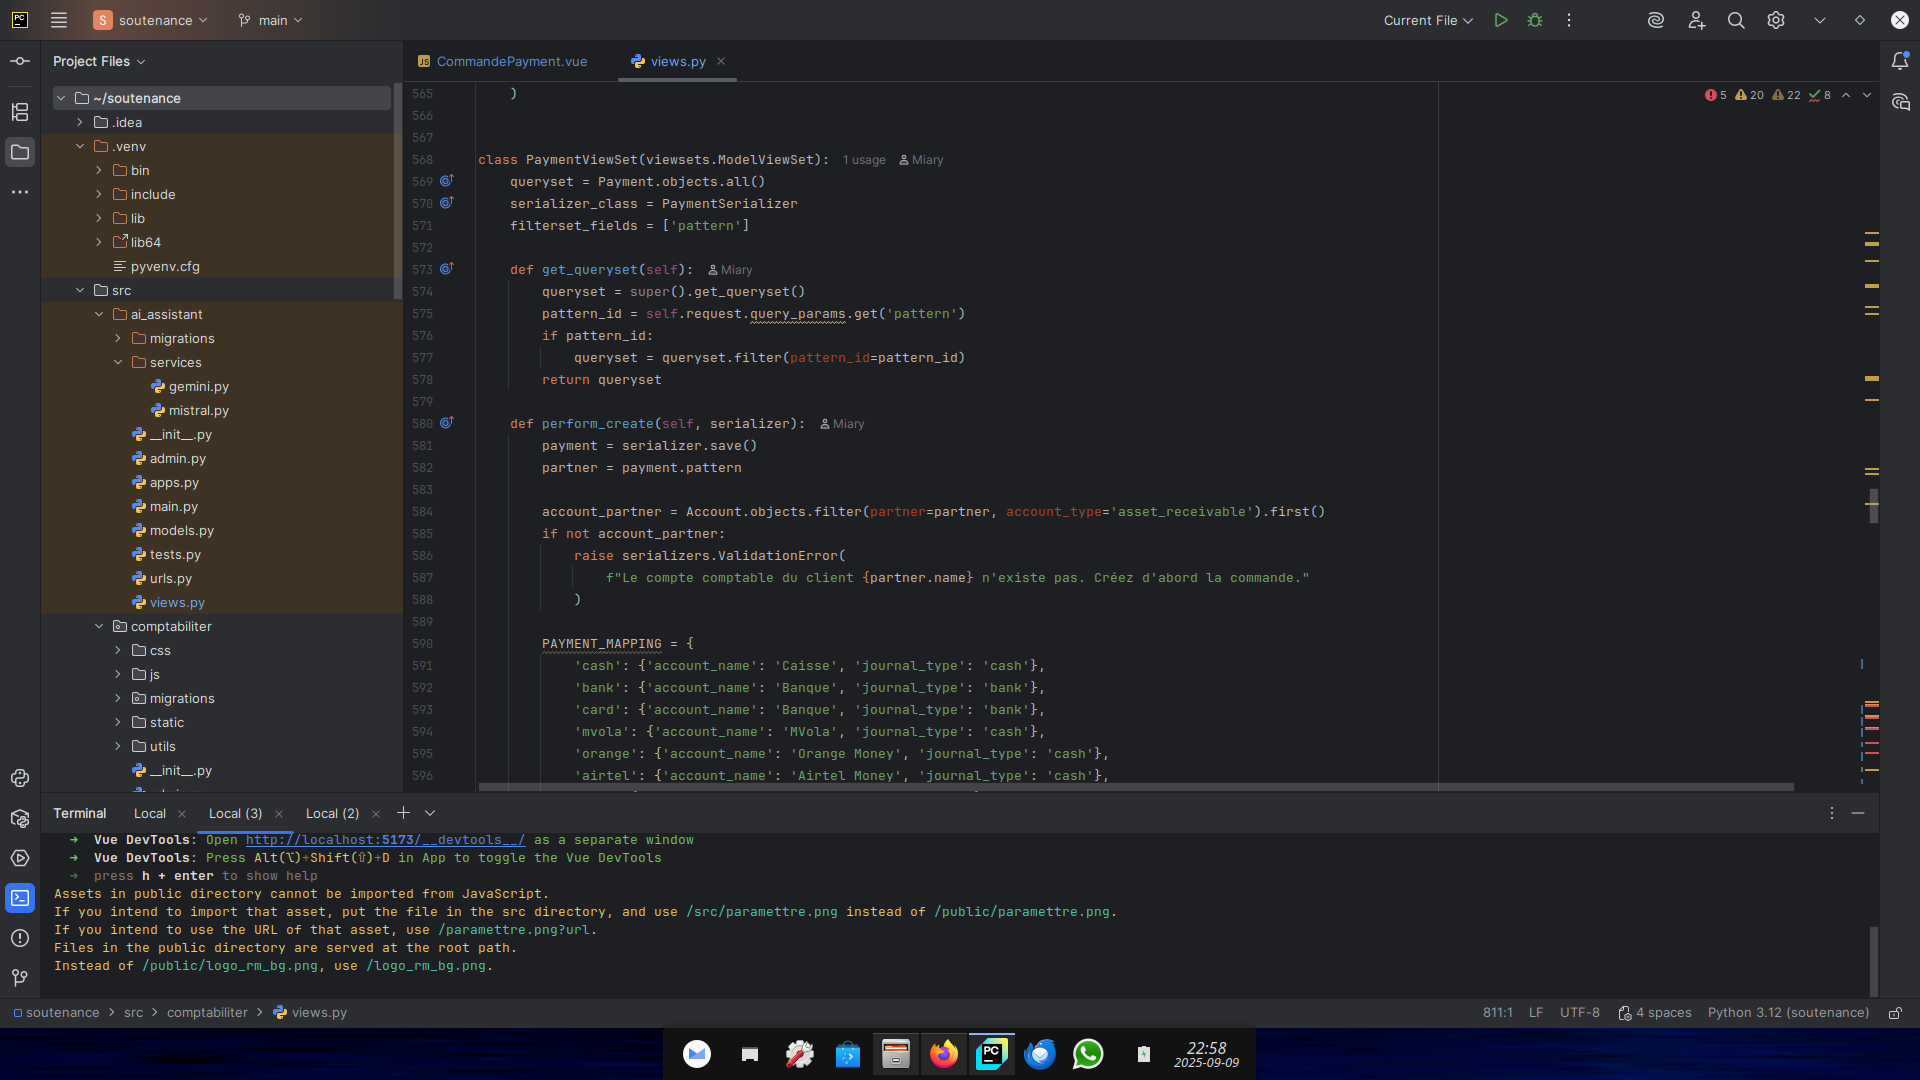 PC
S soutenance
main
Current File
Project Files
CommandePayment.vue
views.py
~/soutenance
.idea
.venv
bin
include
lib
lib64
pyvenv.cfg
src
ai_assistant
migrations
services
gemini.py
mistral.py
__init__.py
admin.py
apps.py
main.py
models.py
tests.py
urls.py
views.py
comptabiliter
css
js
migrations
static
utils
__init__.py
5 20 22 8
565 )
566
567
568 class PaymentViewSet(viewsets.ModelViewSet): 1 usage Miary
569 queryset = Payment.objects.all()
570 serializer_class = PaymentSerializer
571 filterset_fields = ['pattern']
572
573 def get_queryset(self): Miary
574 queryset = super().get_queryset()
575 pattern_id = self.request.query_params.get('pattern')
576 if pattern_id:
577 queryset = queryset.filter(pattern_id=pattern_id)
578 return queryset
579
580 def perform_create(self, serializer): Miary
581 payment = serializer.save()
582 partner = payment.pattern
583
584 account_partner = Account.objects.filter(partner=partner, account_type='asset_receivable').first()
585 if not account_partner:
586 raise serializers.ValidationError(
587 f"Le compte comptable du client {partner.name} n'existe pas. Créez d'abord la commande."
588 )
589
590 PAYMENT_MAPPING = {
591 'cash': {'account_name': 'Caisse', 'journal_type': 'cash'},
592 'bank': {'account_name': 'Banque', 'journal_type': 'bank'},
593 'card': {'account_name': 'Banque', 'journal_type': 'bank'},
594 'mvola': {'account_name': 'MVola', 'journal_type': 'cash'},
595 'orange': {'account_name': 'Orange Money', 'journal_type': 'cash'},
596 'airtel': {'account_name': 'Airtel Money', 'journal_type': 'cash'},
Terminal Local Local (3) Local (2)
➜ Vue DevTools: Open http://localhost:5173/__devtools__/ as a separate window
➜ Vue DevTools: Press Alt(⌥)+Shift(⇧)+D in App to toggle the Vue DevTools
➜ press h + enter to show help
Assets in public directory cannot be imported from JavaScript.
If you intend to import that asset, put the file in the src directory, and use /src/paramettre.png instead of /public/paramettre.png.
If you intend to use the URL of that asset, use /paramettre.png?url.
Files in the public directory are served at the root path.
Instead of /public/logo_rm_bg.png, use /logo_rm_bg.png.
soutenance > src > comptabiliter > views.py
811:1 LF UTF-8 4 spaces Python 3.12 (soutenance)
PC
22:58
2025-09-09